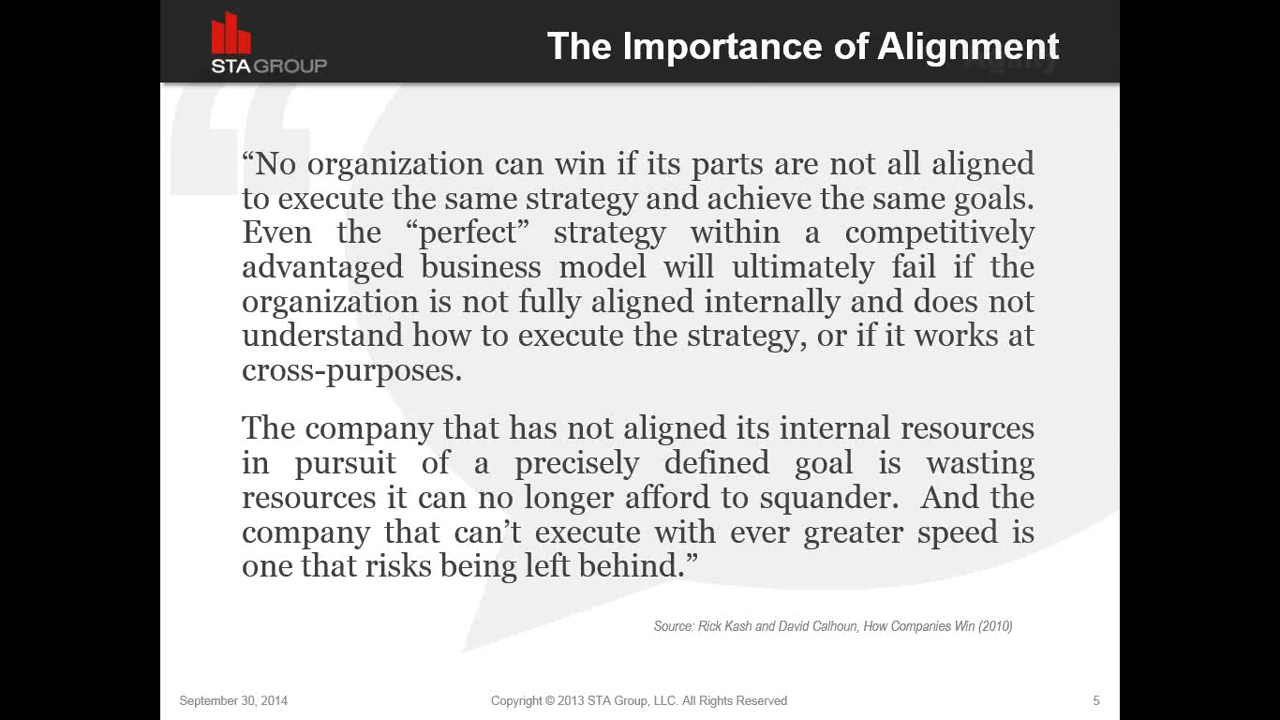 STA GROUP
The Importance of Alignment
“No organization can win if its parts are not all aligned
to execute the same strategy and achieve the same goals.
Even the “perfect” strategy within a competitively
advantaged business model will ultimately fail if the
organization is not fully aligned internally and does not
understand how to execute the strategy, or if it works at
cross-purposes.
The company that has not aligned its internal resources
in pursuit of a precisely defined goal is wasting
resources it can no longer afford to squander.  And the
company that can’t execute with ever greater speed is
one that risks being left behind.”
Source: Rick Kash and David Calhoun, How Companies Win (2010)
September 30, 2014
Copyright © 2013 STA Group, LLC. All Rights Reserved
5